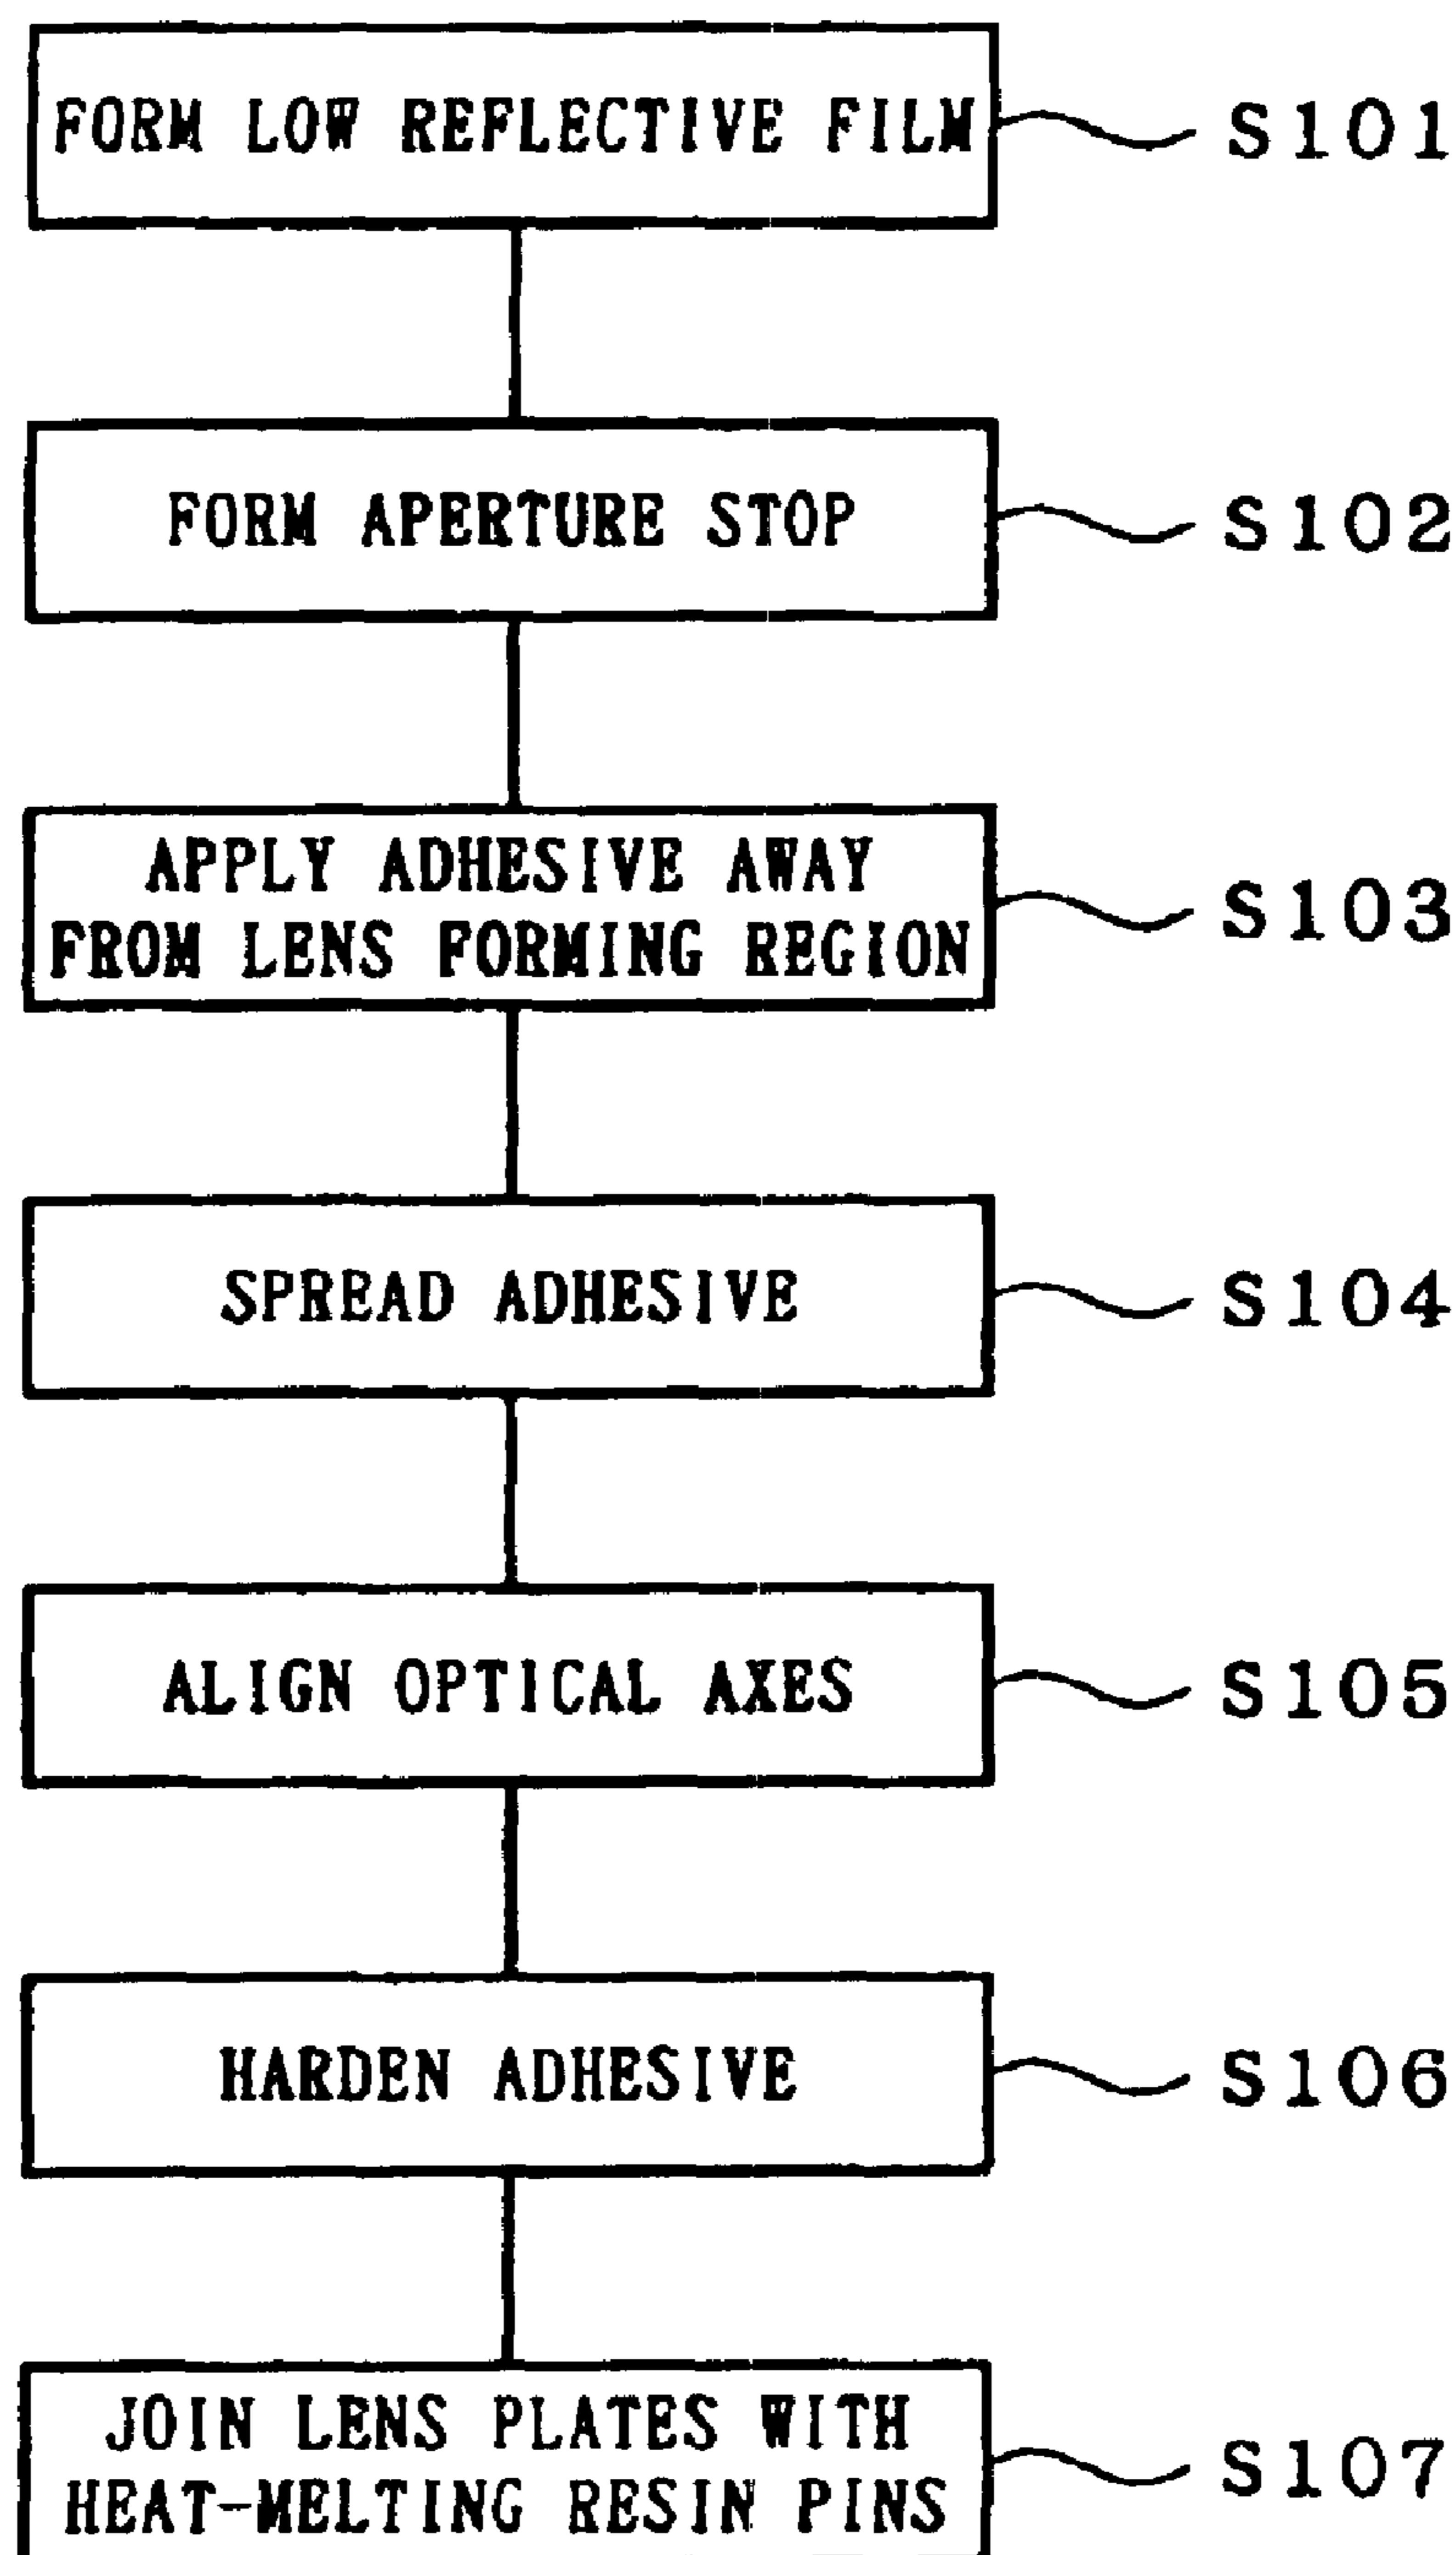 FORM LOW REFLECTIVE FILM
S101
FORM APERTURE STOP
S102
APPLY ADHESIVE AWAY
FROM LENS FORMING REGION
S103
SPREAD ADHESIVE
S104
ALIGN OPTICAL AXES
S105
HARDEN ADHESIVE
S106
JOIN LENS PLATES WITH
HEAT-MELTING RESIN PINS
S107